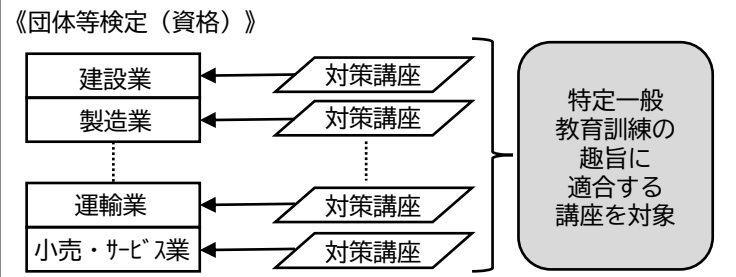 《団体等検定（資格）》
建設業
対策講座
製造業
対策講座
運輸業
対策講座
小売・ｻｰﾋﾞｽ業
対策講座
特定一般
教育訓練の
趣旨に
適合する
講座を対象